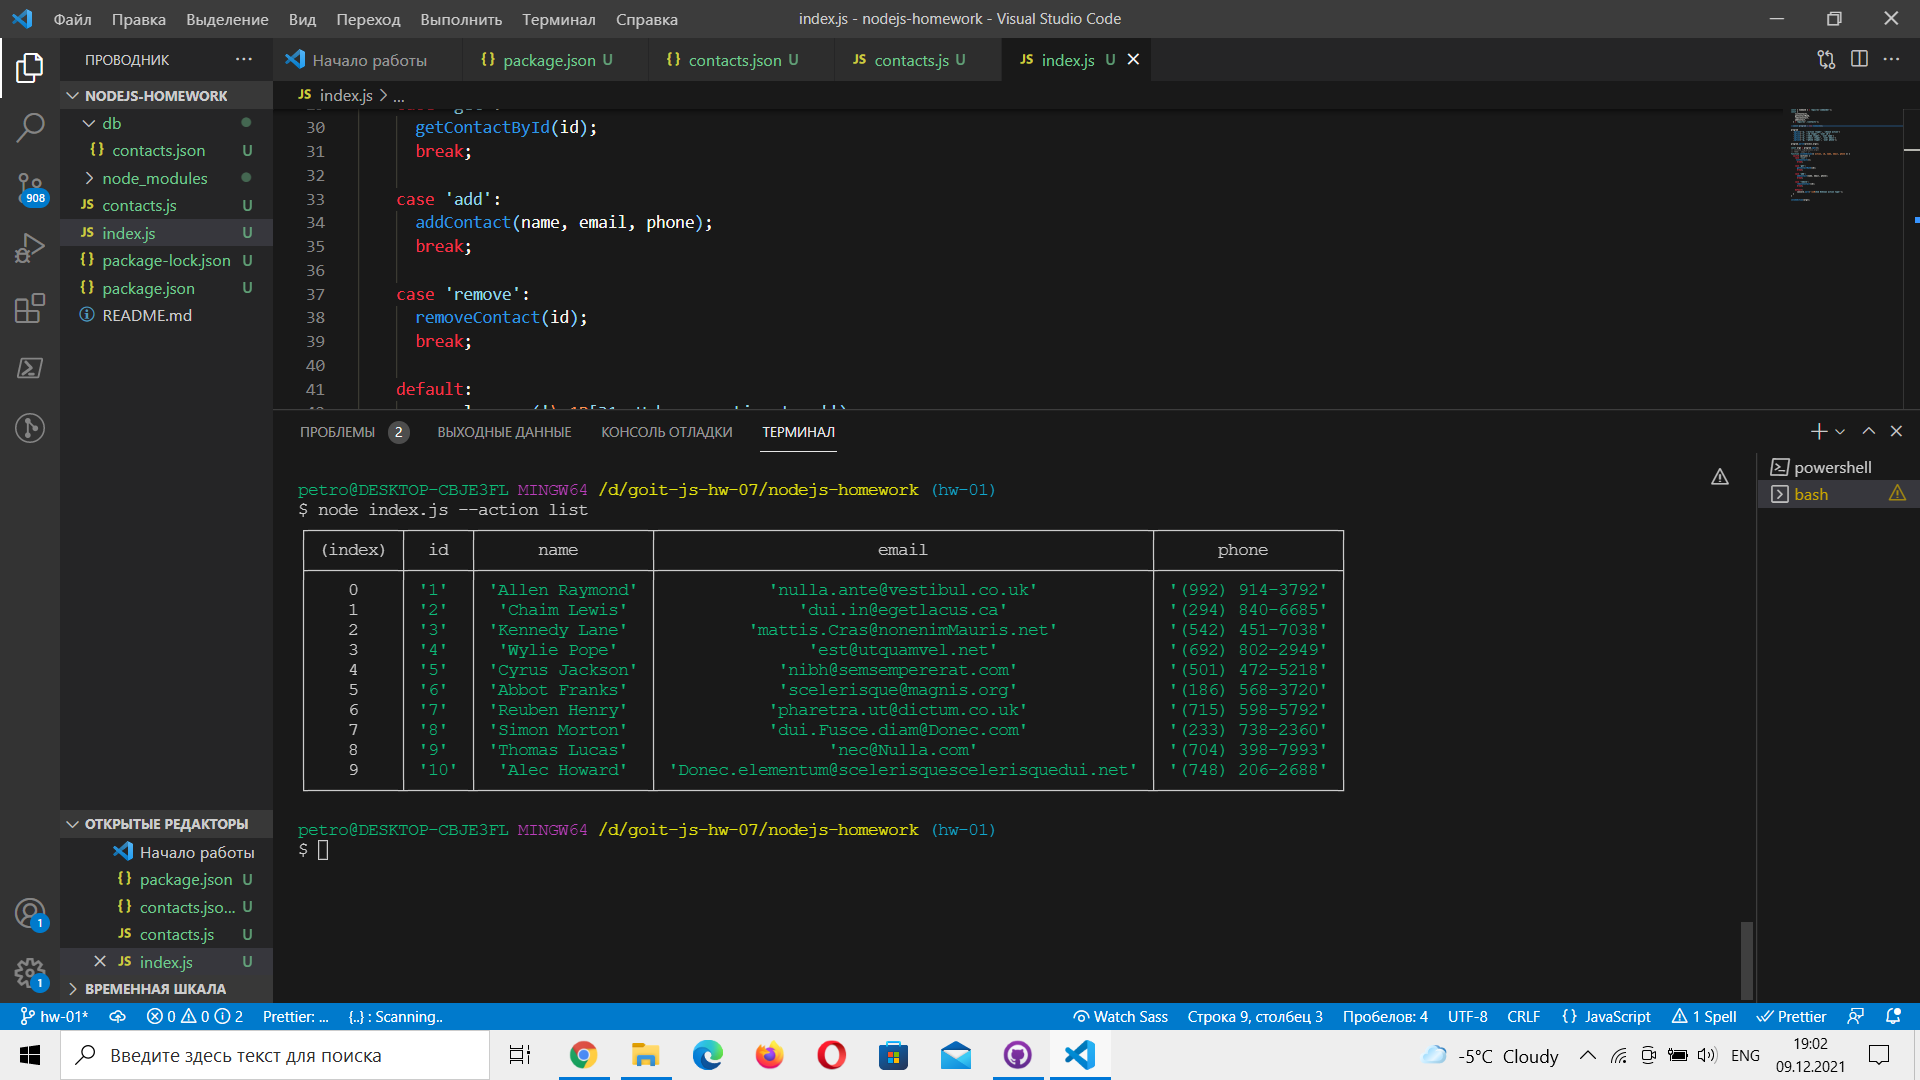 Файл Правка Выделение Вид Переход Выполнить Терминал Справка
index.js - nodejs-homework - Visual Studio Code
ПРОВОДНИК ...
Начало работы
{} package.json U
{} contacts.json U
JS contacts.js U
JS index.js U
NODEJS-HOMEWORK
db
{} contacts.json U
node_modules
JS contacts.js U
JS index.js U
{} package-lock.json U
{} package.json U
README.md
908
JS index.js > ...
30 getContactById(id);
31 break;
32
33 case 'add':
34 addContact(name, email, phone);
35 break;
36
37 case 'remove':
38 removeContact(id);
39 break;
40
41 default:
ПРОБЛЕМЫ 2 ВЫХОДНЫЕ ДАННЫЕ КОНСОЛЬ ОТЛАДКИ ТЕРМИНАЛ
powershell
bash
petro@DESKTOP-CBJE3FL MINGW64 /d/goit-js-hw-07/nodejs-homework (hw-01)
$ node index.js --action list
(index) id name email phone
0 '1' 'Allen Raymond' 'nulla.ante@vestibul.co.uk' '(992) 914-3792'
1 '2' 'Chaim Lewis' 'dui.in@egetlacus.ca' '(294) 840-6685'
2 '3' 'Kennedy Lane' 'mattis.Cras@nonenimMauris.net' '(542) 451-7038'
3 '4' 'Wylie Pope' 'est@utquamvel.net' '(692) 802-2949'
4 '5' 'Cyrus Jackson' 'nibh@semsempererat.com' '(501) 472-5218'
5 '6' 'Abbot Franks' 'scelerisque@magnis.org' '(186) 568-3720'
6 '7' 'Reuben Henry' 'pharetra.ut@dictum.co.uk' '(715) 598-5792'
7 '8' 'Simon Morton' 'dui.Fusce.diam@Donec.com' '(233) 738-2360'
8 '9' 'Thomas Lucas' 'nec@Nulla.com' '(704) 398-7993'
9 '10' 'Alec Howard' 'Donec.elementum@scelerisquescelerisquedui.net' '(748) 206-2688'
petro@DESKTOP-CBJE3FL MINGW64 /d/goit-js-hw-07/nodejs-homework (hw-01)
$
ОТКРЫТЫЕ РЕДАКТОРЫ
Начало работы
{} package.json U
{} contacts.jso... U
JS contacts.js U
JS index.js U
ВРЕМЕННАЯ ШКАЛА
1
1
hw-01* 0 0 2 Prettier: ... {..} : Scanning..
Watch Sass Строка 9, столбец 3 Пробелов: 4 UTF-8 CRLF {} JavaScript 1 Spell Prettier
Введите здесь текст для поиска
-5°C Cloudy ENG
19:02
09.12.2021